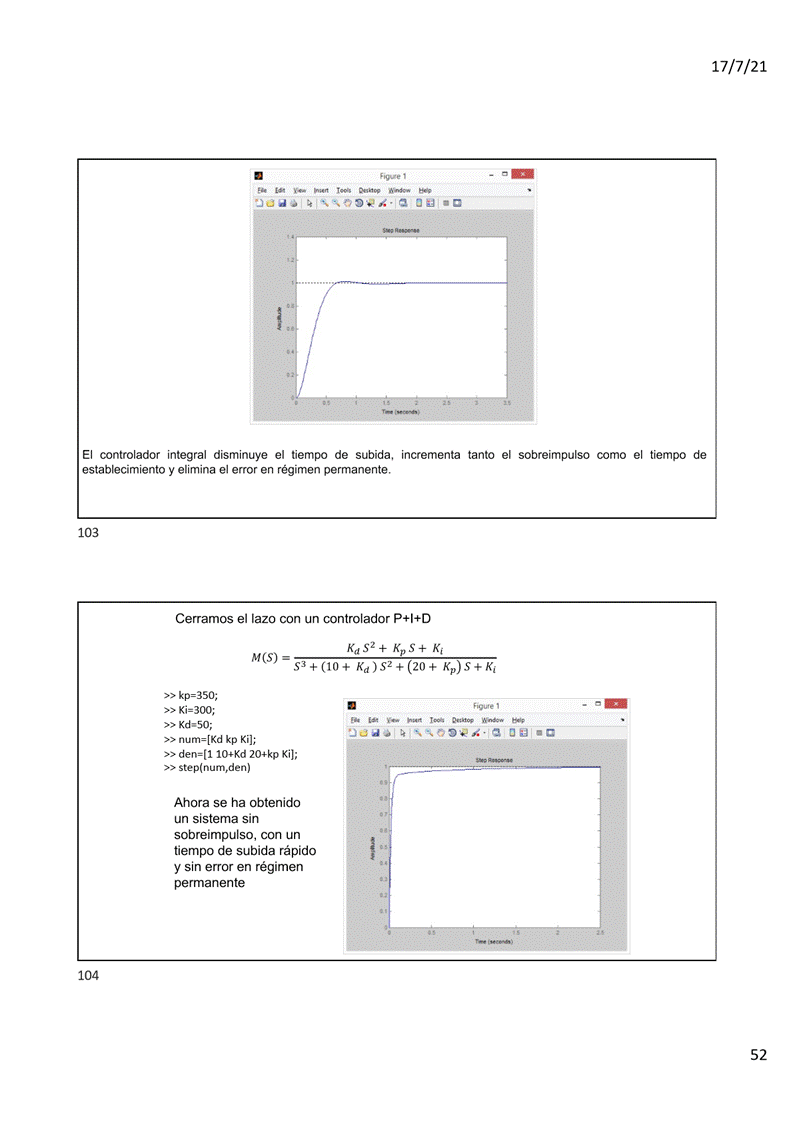 17/7/21
Figure 1
File Edit View Insert Tools Desktop Window Help
Step Response
1.4
1.2
1
0.8
0.6
0.4
0.2
0
Amplitude
0 0.5 1 1.5 2 2.5 3 3.5
Time (seconds)
El controlador integral disminuye el tiempo de subida, incrementa tanto el sobreimpulso como el tiempo de
establecimiento y elimina el error en régimen permanente.
103
Cerramos el lazo con un controlador P+I+D
M(S) = (K_d S² + K_p S + K_i) / (S³ + (10 + K_d ) S² + (20 + K_p) S + K_i)
>> kp=350;
>> Ki=300;
>> Kd=50;
>> num=[Kd kp Ki];
>> den=[1 10+Kd 20+kp Ki];
>> step(num,den)
Ahora se ha obtenido
un sistema sin
sobreimpulso, con un
tiempo de subida rápido
y sin error en régimen
permanente
Figure 1
File Edit View Insert Tools Desktop Window Help
Step Response
1
0.9
0.8
0.7
0.6
0.5
0.4
0.3
0.2
0.1
0
Amplitude
0 0.5 1 1.5 2 2.5
Time (seconds)
104
52